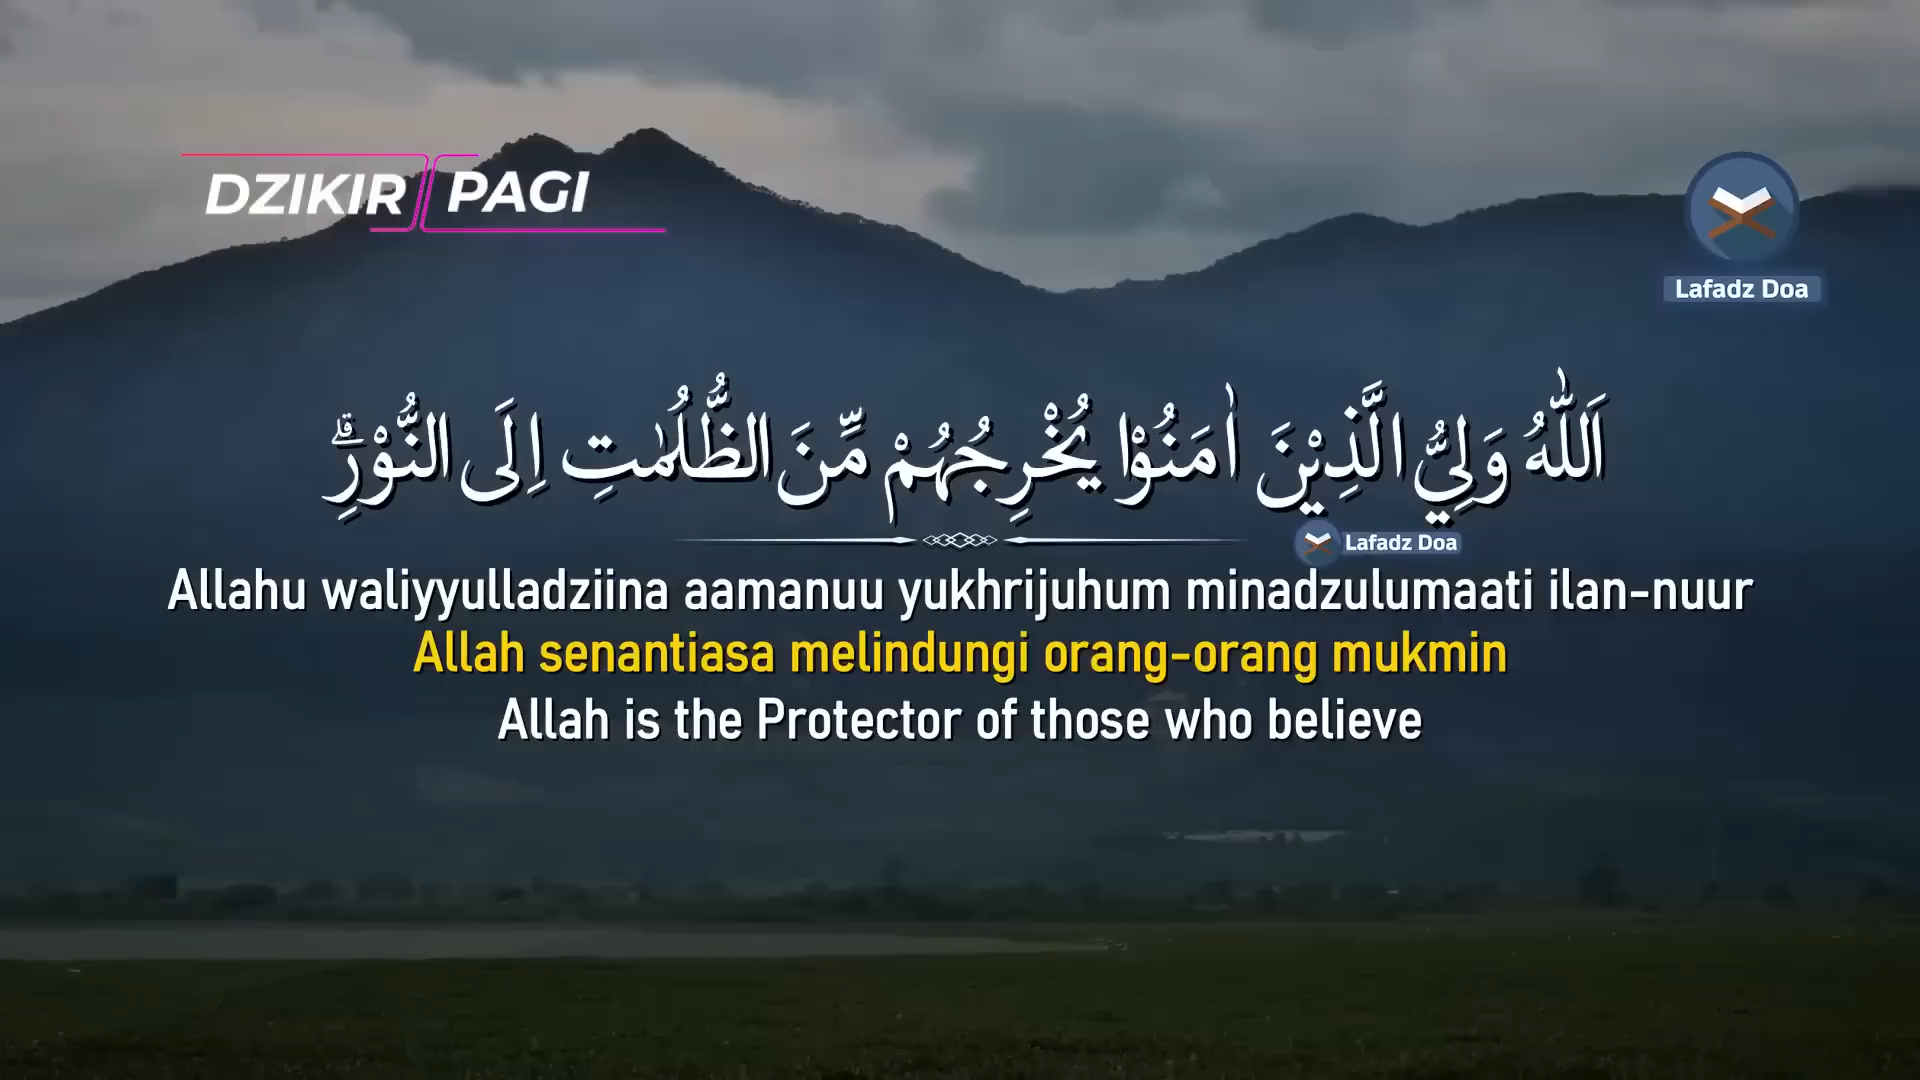 DZIKIR PAGI
Lafadz Doa
اَللّٰهُ وَلِيُّ الَّذِيْنَ اٰمَنُوْا يُخْرِجُهُمْ مِّنَ الظُّلُمٰتِ اِلَى النُّوْرِۗ
Lafadz Doa
Allahu waliyyulladziina aamanuu yukhrijuhum minadzulumaati ilan-nuur
Allah senantiasa melindungi orang-orang mukmin
Allah is the Protector of those who believe